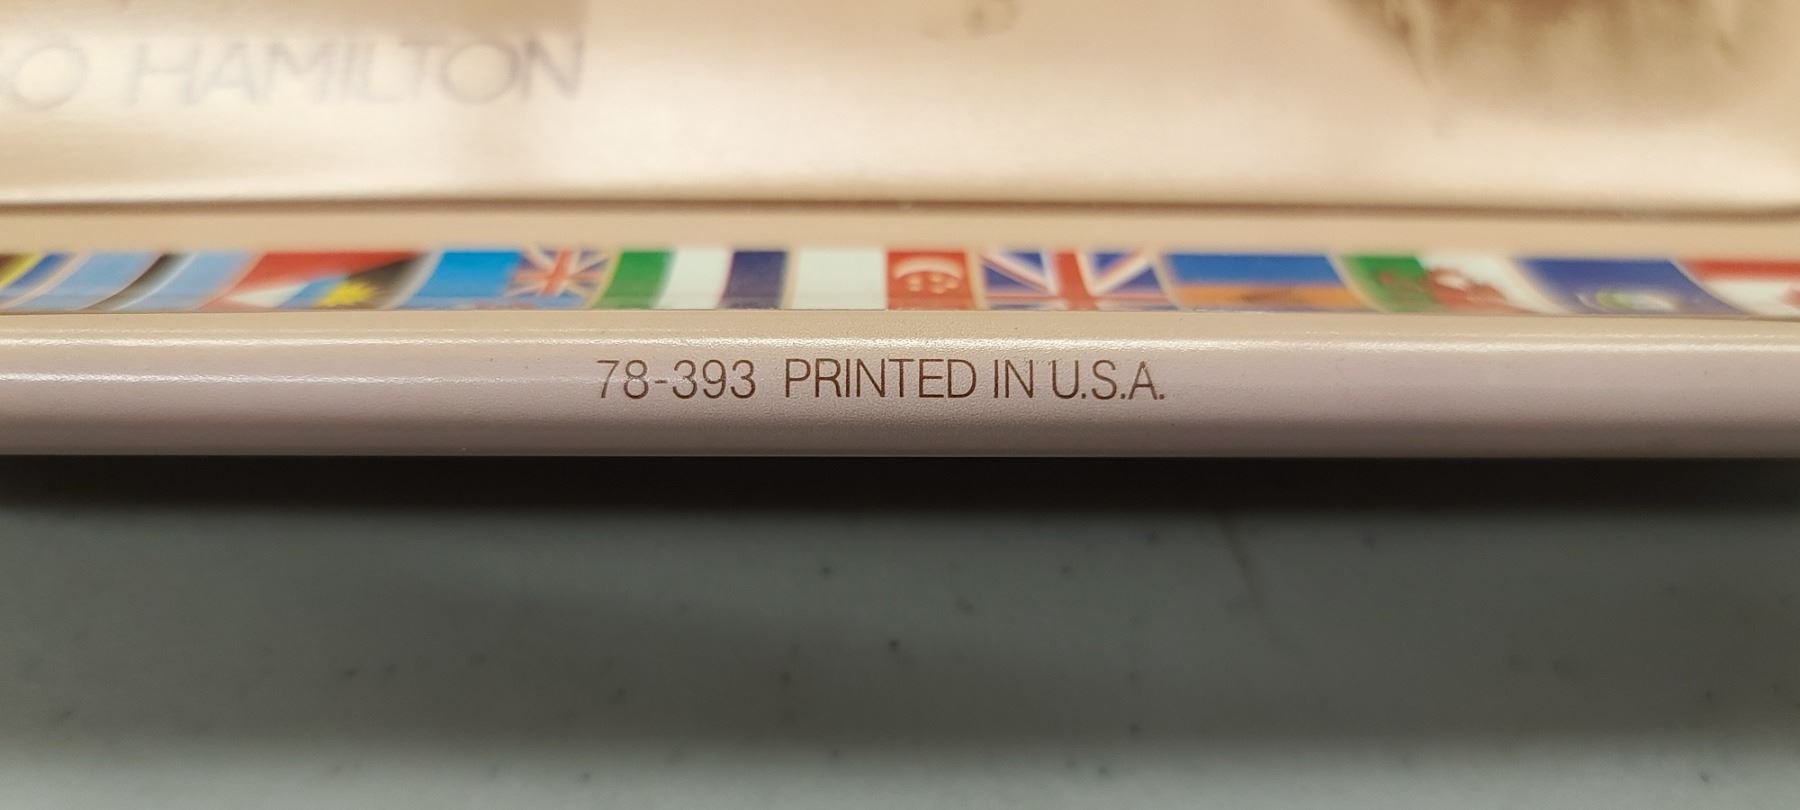 HAMILTON
78-393 PRINTED IN U.S.A.